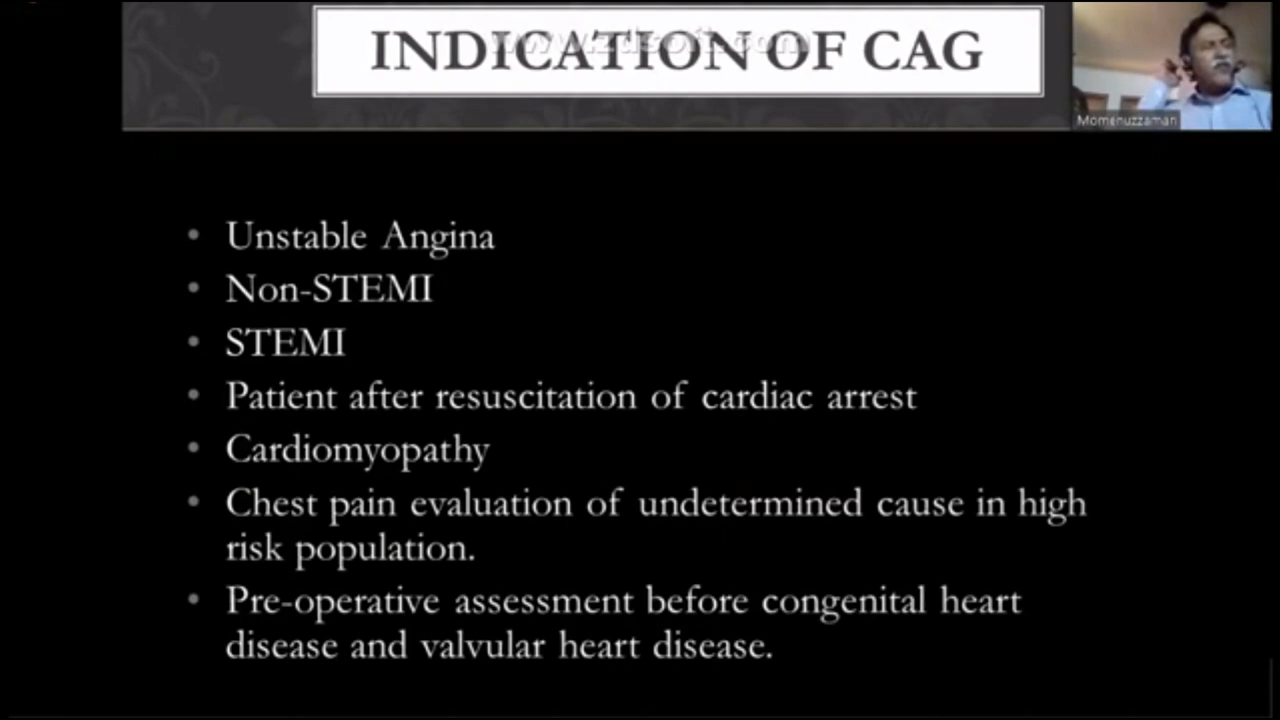 INDICATION OF CAG
Momenuzzaman
• Unstable Angina
• Non-STEMI
• STEMI
• Patient after resuscitation of cardiac arrest
• Cardiomyopathy
• Chest pain evaluation of undetermined cause in high
risk population.
• Pre-operative assessment before congenital heart
disease and valvular heart disease.